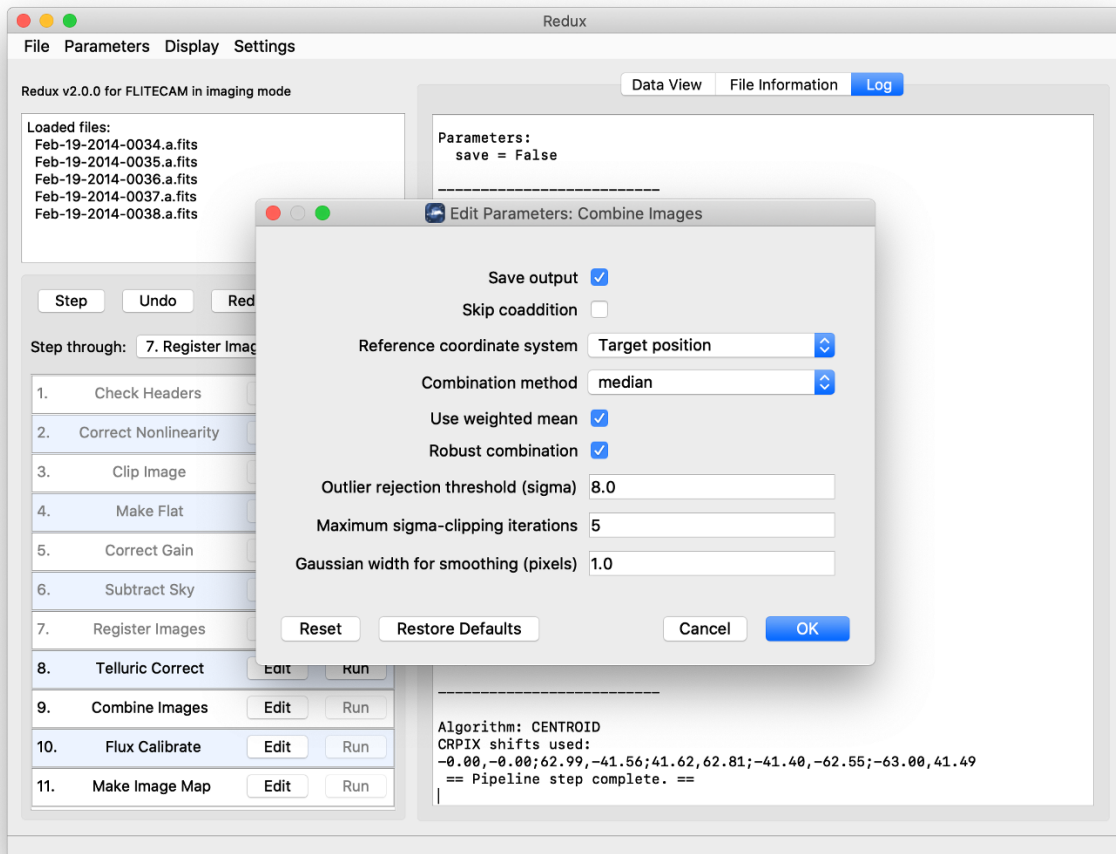 Redux
File Parameters Display Settings
Redux v2.0.0 for FLITECAM in imaging mode
Loaded files:
Feb-19-2014-0034.a.fits
Feb-19-2014-0035.a.fits
Feb-19-2014-0036.a.fits
Feb-19-2014-0037.a.fits
Feb-19-2014-0038.a.fits
Step Undo Red
Step through: 7. Register Imag
1. Check Headers
2. Correct Nonlinearity
3. Clip Image
4. Make Flat
5. Correct Gain
6. Subtract Sky
7. Register Images
8. Telluric Correct Edit Run
9. Combine Images Edit Run
10. Flux Calibrate Edit Run
11. Make Image Map Edit Run
Data View File Information Log
Parameters:
save = False
--------------------------
Edit Parameters: Combine Images
Save output
Skip coaddition
Reference coordinate system Target position
Combination method median
Use weighted mean
Robust combination
Outlier rejection threshold (sigma) 8.0
Maximum sigma-clipping iterations 5
Gaussian width for smoothing (pixels) 1.0
Reset Restore Defaults Cancel OK
--------------------------
Algorithm: CENTROID
CRPIX shifts used:
-0.00,-0.00;62.99,-41.56;41.62,62.81;-41.40,-62.55;-63.00,41.49
== Pipeline step complete. ==